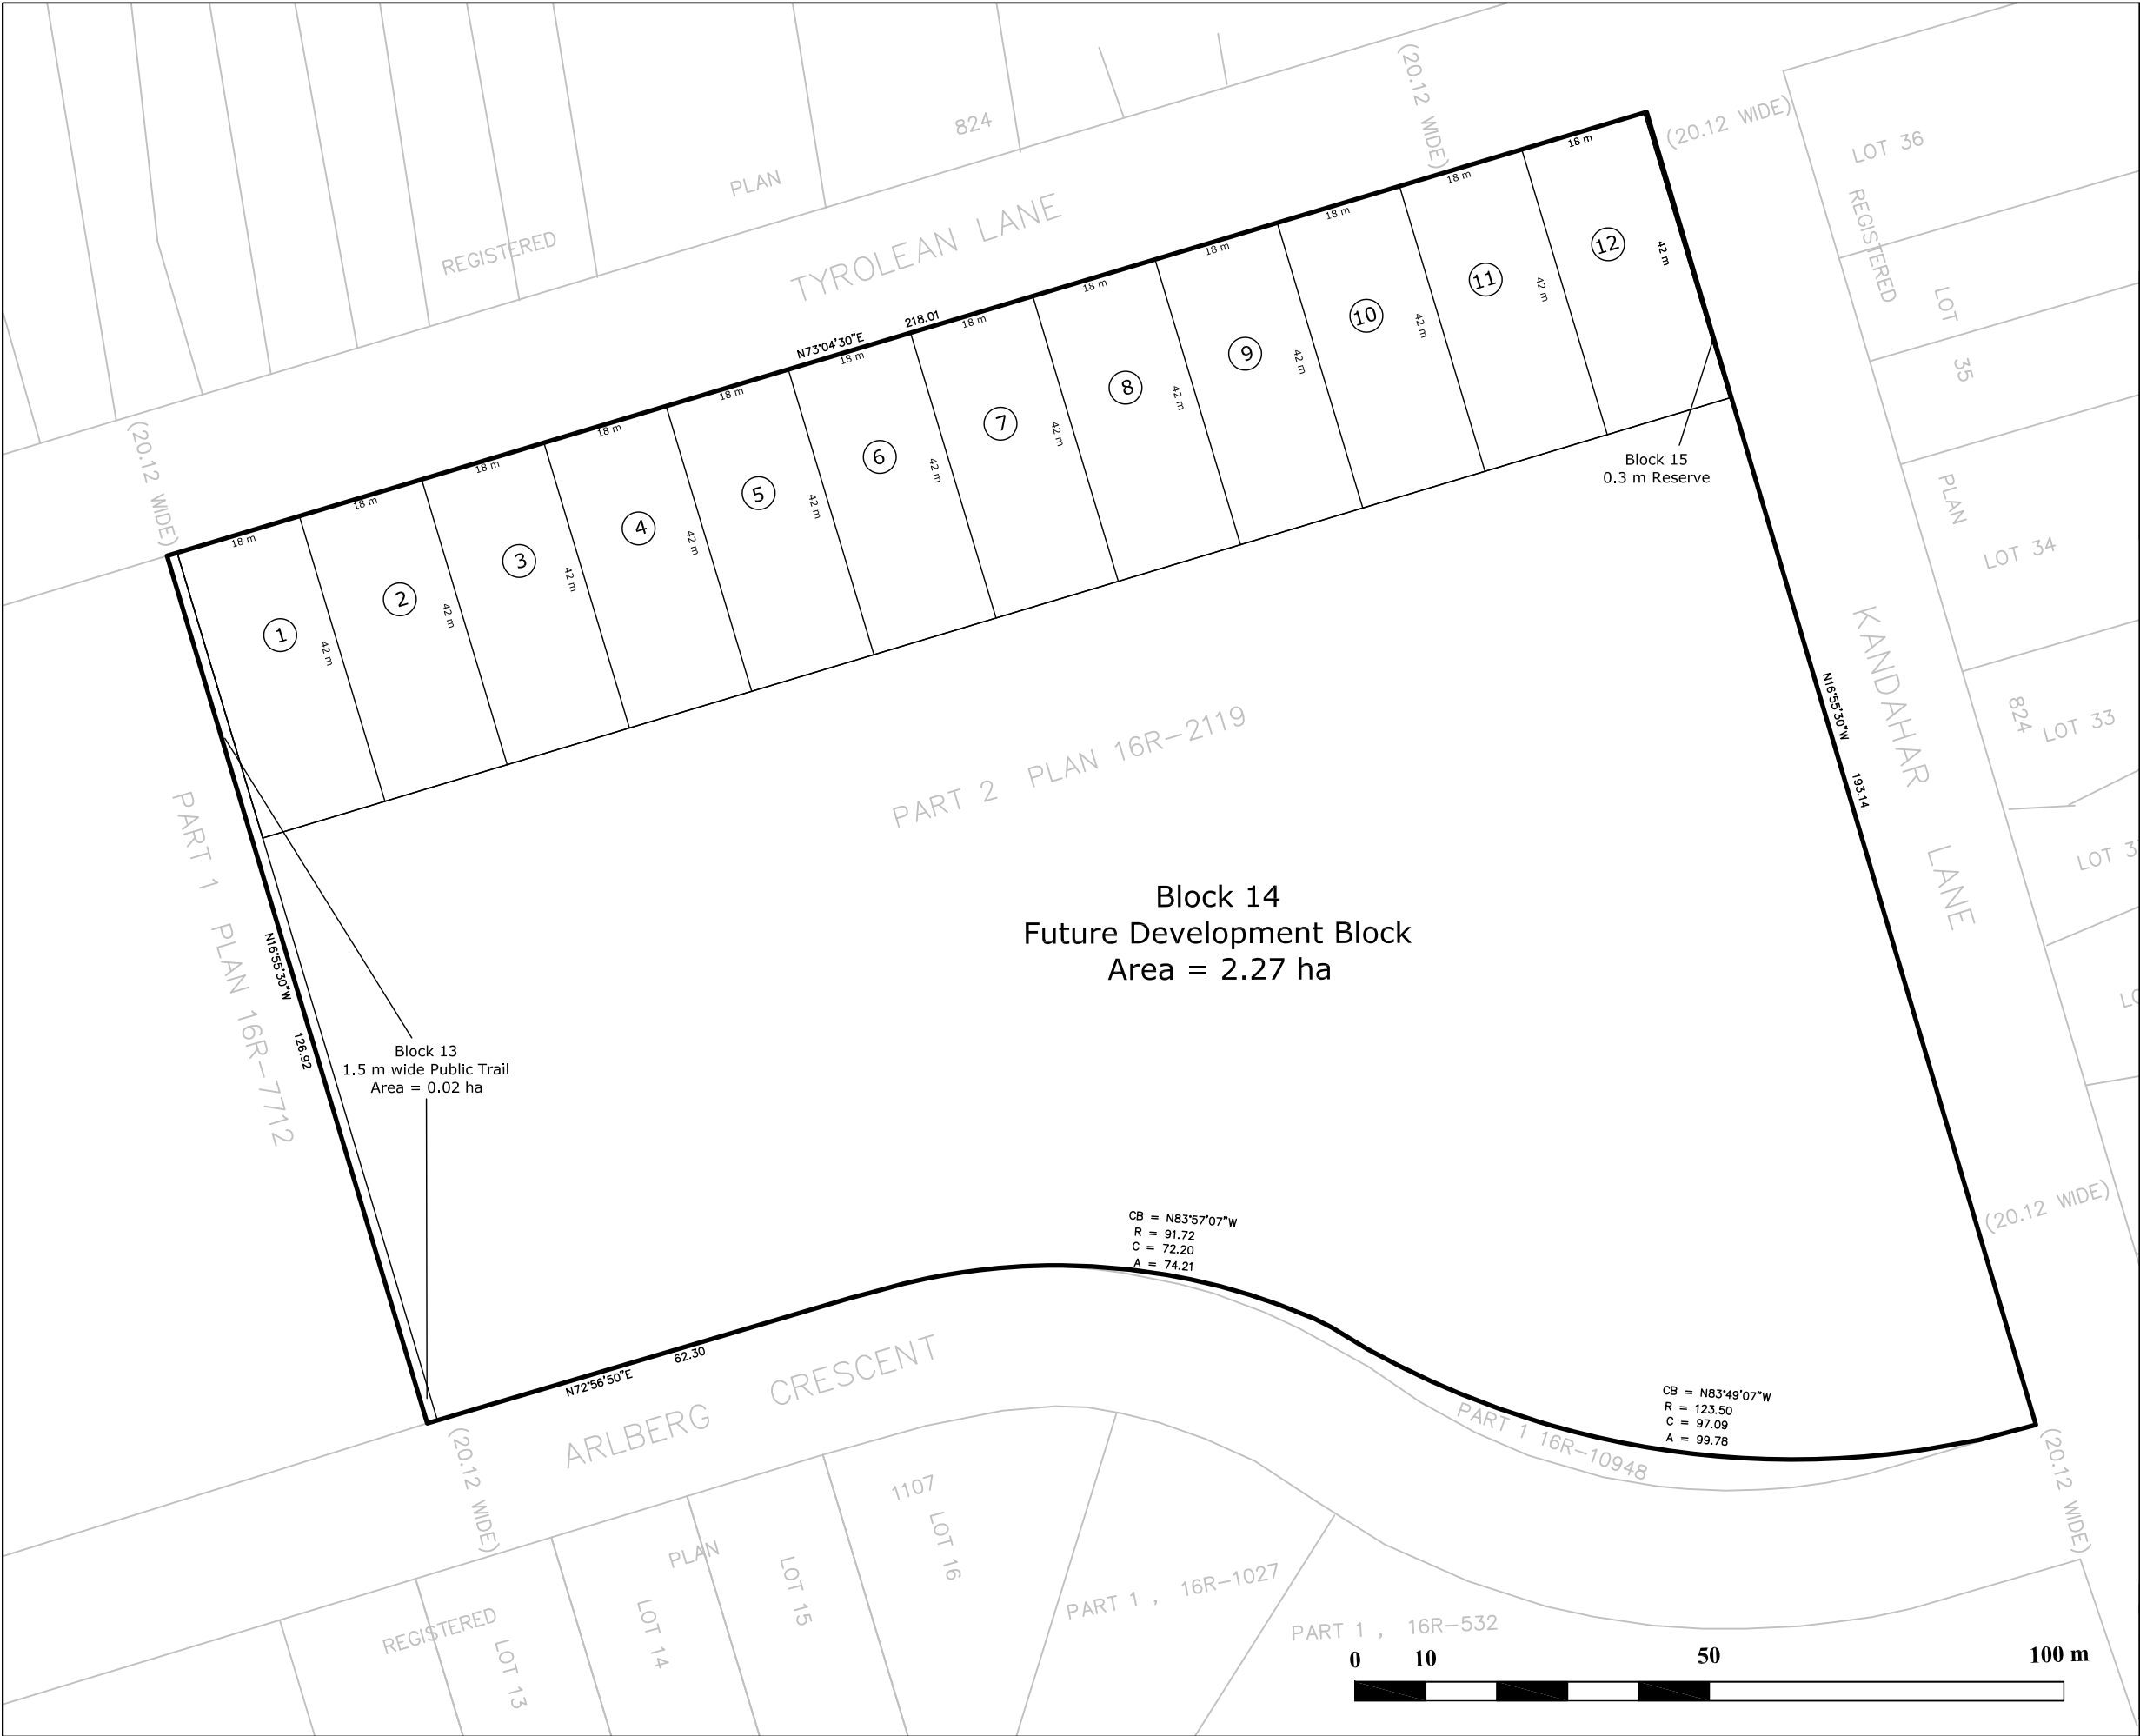 (20.12 WIDE)
(20.12 WIDE)
824
PLAN
REGISTERED
TYROLEAN LANE
LOT 36
REGISTERED
LOT 35
PLAN
LOT 34
824
LOT 33
KANDAHAR LANE
(20.12 WIDE)
N73°04'30"E 218.01
18 m
18 m
18 m
18 m
18 m
18 m
18 m
18 m
18 m
18 m
18 m
18 m
1
2
3
4
5
6
7
8
9
10
11
12
42 m
42 m
42 m
42 m
42 m
42 m
42 m
42 m
42 m
42 m
42 m
42 m
Block 15
0.3 m Reserve
N16°55'30"W 193.14
PART 2 PLAN 16R-2119
Block 14
Future Development Block
Area = 2.27 ha
PART 1 PLAN 16R-7712
N16°55'30"W 126.92
Block 13
1.5 m wide Public Trail
Area = 0.02 ha
(20.12 WIDE)
CB = N83°57'07"W
R = 91.72
C = 72.20
A = 74.21
N72°56'50"E 62.30
ARLBERG CRESCENT
CB = N83°49'07"W
R = 123.50
C = 97.09
A = 99.78
PART 1 16R-10948
(20.12 WIDE)
(20.12 WIDE)
1107
PLAN
REGISTERED
LOT 13
LOT 14
LOT 15
LOT 16
PART 1 , 16R-1027
PART 1 , 16R-532
0 10 50 100 m